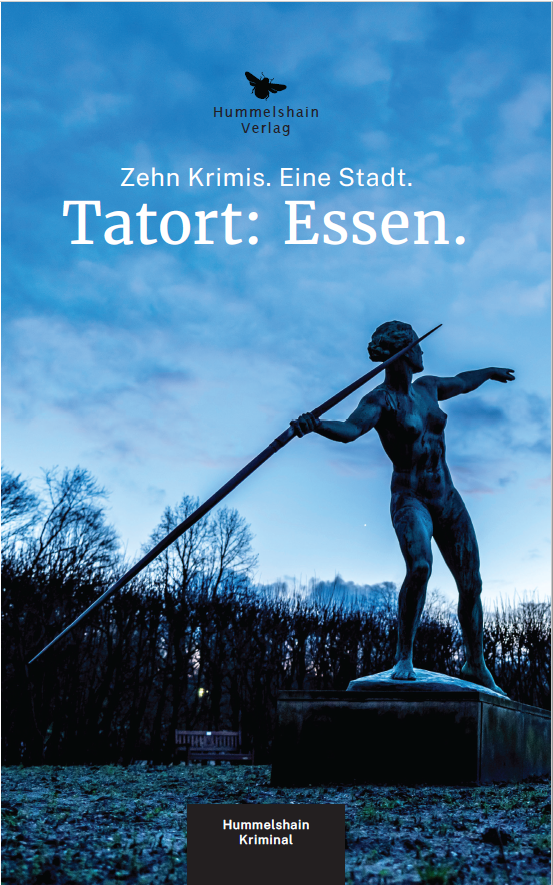 Hummelshain
Verlag
Zehn Krimis. Eine Stadt.
Tatort: Essen.
Hummelshain
Kriminal